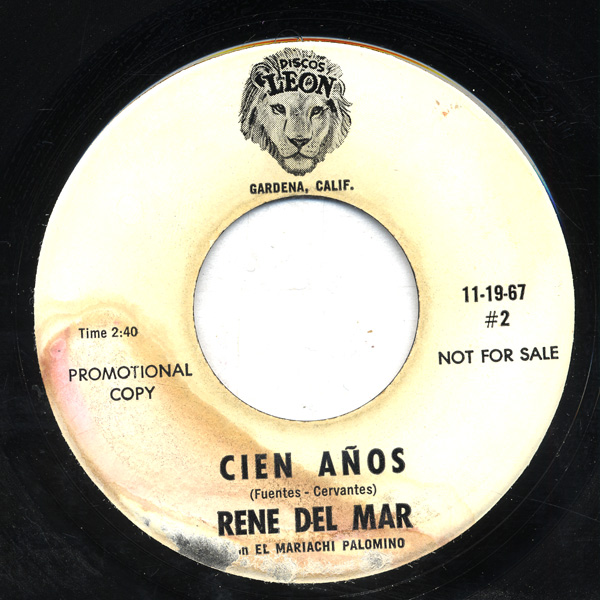 DISCOS
LEON
GARDENA, CALIF.
11-19-67
#2
Time 2:40
NOT FOR SALE
PROMOTIONAL
COPY
CIEN AÑOS
(Fuentes - Cervantes)
RENE DEL MAR
EL MARIACHI PALOMINO